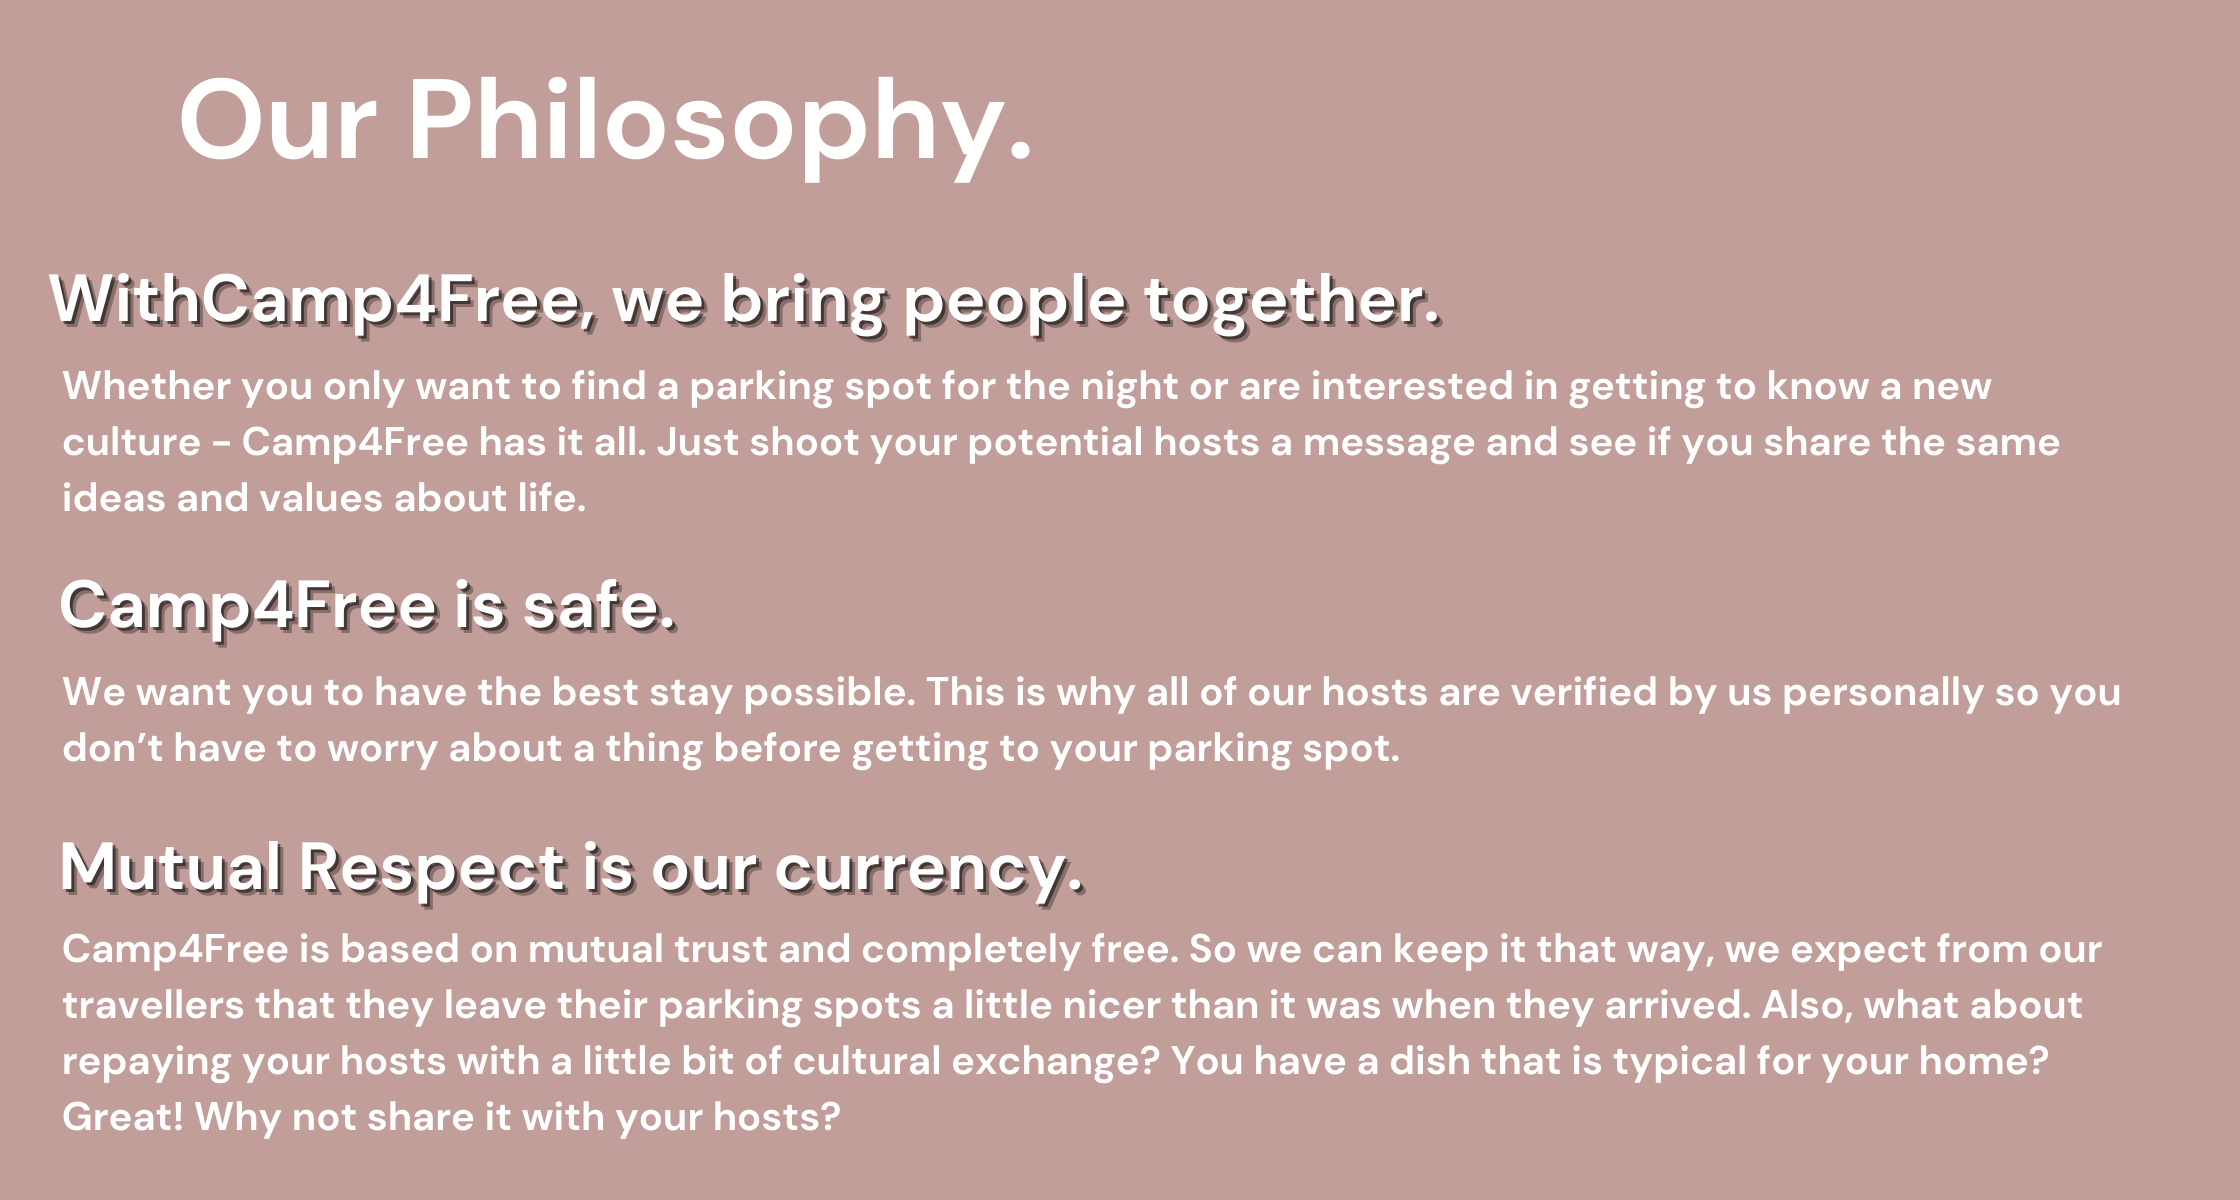 Our Philosophy.
WithCamp4Free, we bring people together.
Whether you only want to find a parking spot for the night or are interested in getting to know a new
culture - Camp4Free has it all. Just shoot your potential hosts a message and see if you share the same
ideas and values about life.
Camp4Free is safe.
We want you to have the best stay possible. This is why all of our hosts are verified by us personally so you
don’t have to worry about a thing before getting to your parking spot.
Mutual Respect is our currency.
Camp4Free is based on mutual trust and completely free. So we can keep it that way, we expect from our
travellers that they leave their parking spots a little nicer than it was when they arrived. Also, what about
repaying your hosts with a little bit of cultural exchange? You have a dish that is typical for your home?
Great! Why not share it with your hosts?